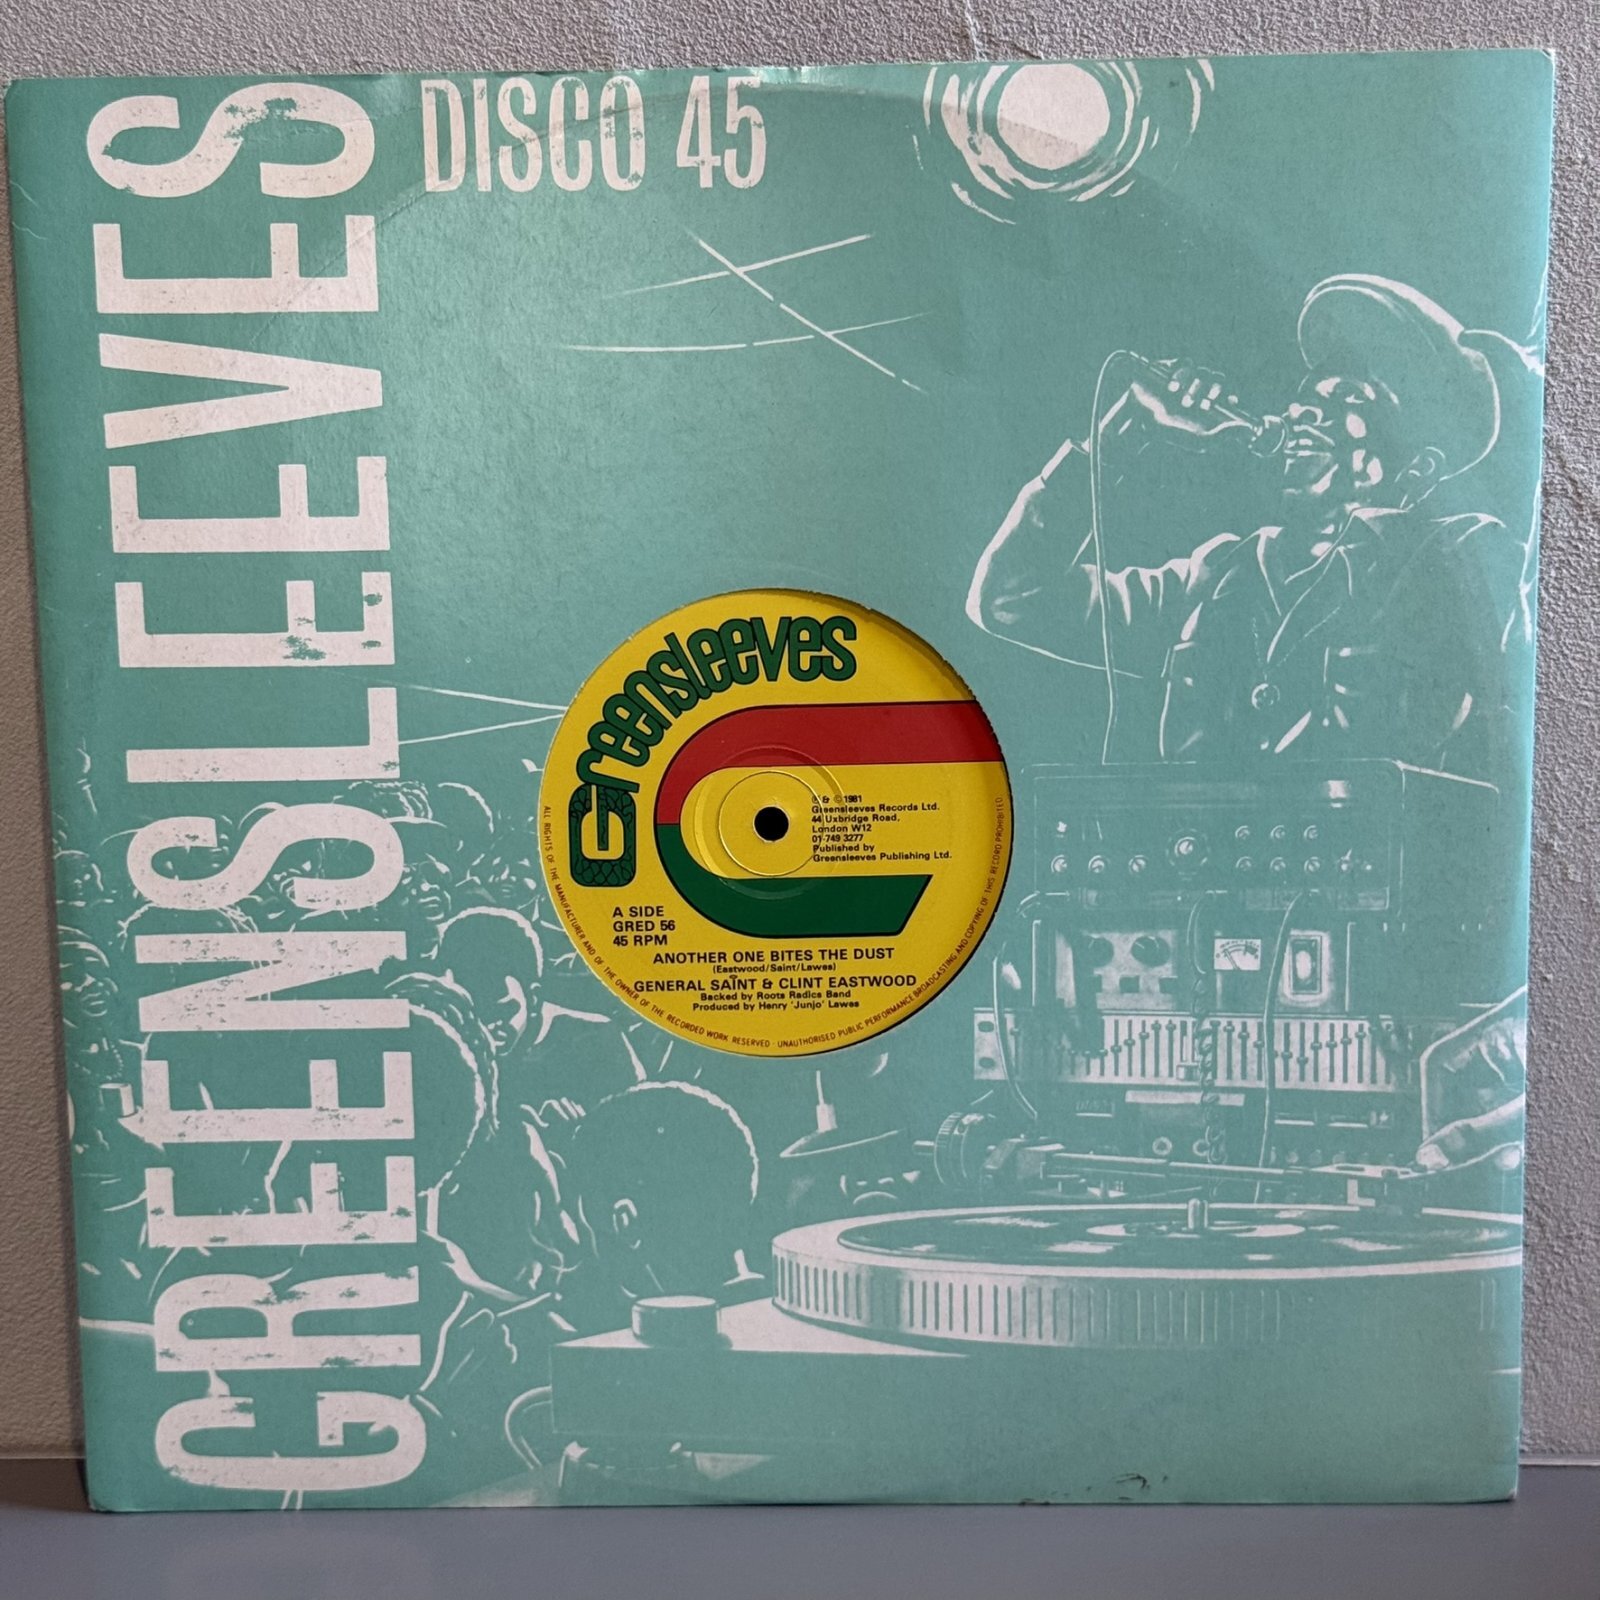 GREENSLEEVES
DISCO 45
Greensleeves
℗ & © 1981
Greensleeves Records Ltd.
44 Uxbridge Road,
London W12
01-749 3277
Published by
Greensleeves Publishing Ltd.
A SIDE
GRED 56
45 RPM
ANOTHER ONE BITES THE DUST
(Eastwood/Saint/Lawes)
GENERAL SAINT & CLINT EASTWOOD
Backed by Roots Radics Band
Produced by Henry 'Junjo' Lawes
ALL RIGHTS OF THE MANUFACTURER AND OF THE OWNER OF THE RECORDED WORK RESERVED · UNAUTHORISED PUBLIC PERFORMANCE BROADCASTING AND COPYING OF THIS RECORD PROHIBITED